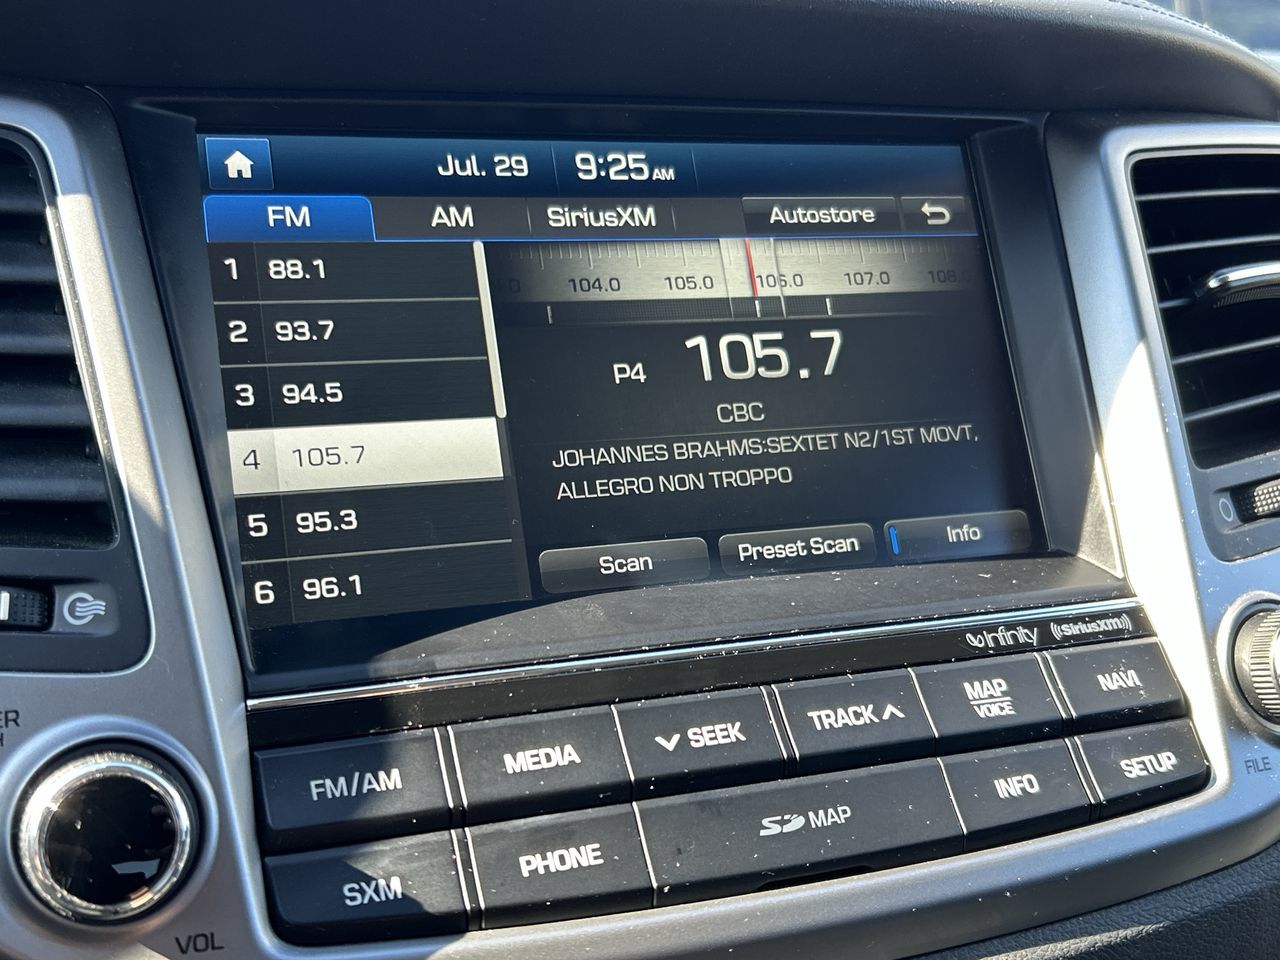 Jul. 29 9:25 AM
FM AM SiriusXM Autostore
1 88.1
2 93.7
3 94.5
4 105.7
5 95.3
6 96.1
104.0 105.0 106.0 107.0 108.0
P4 105.7
CBC
JOHANNES BRAHMS:SEXTET N2/1ST MOVT,
ALLEGRO NON TROPPO
Scan Preset Scan Info
Infinity ((SiriusXM))
FM/AM MEDIA SEEK TRACK MAP VOICE NAVI
SXM PHONE SD MAP INFO SETUP
VOL
FILE